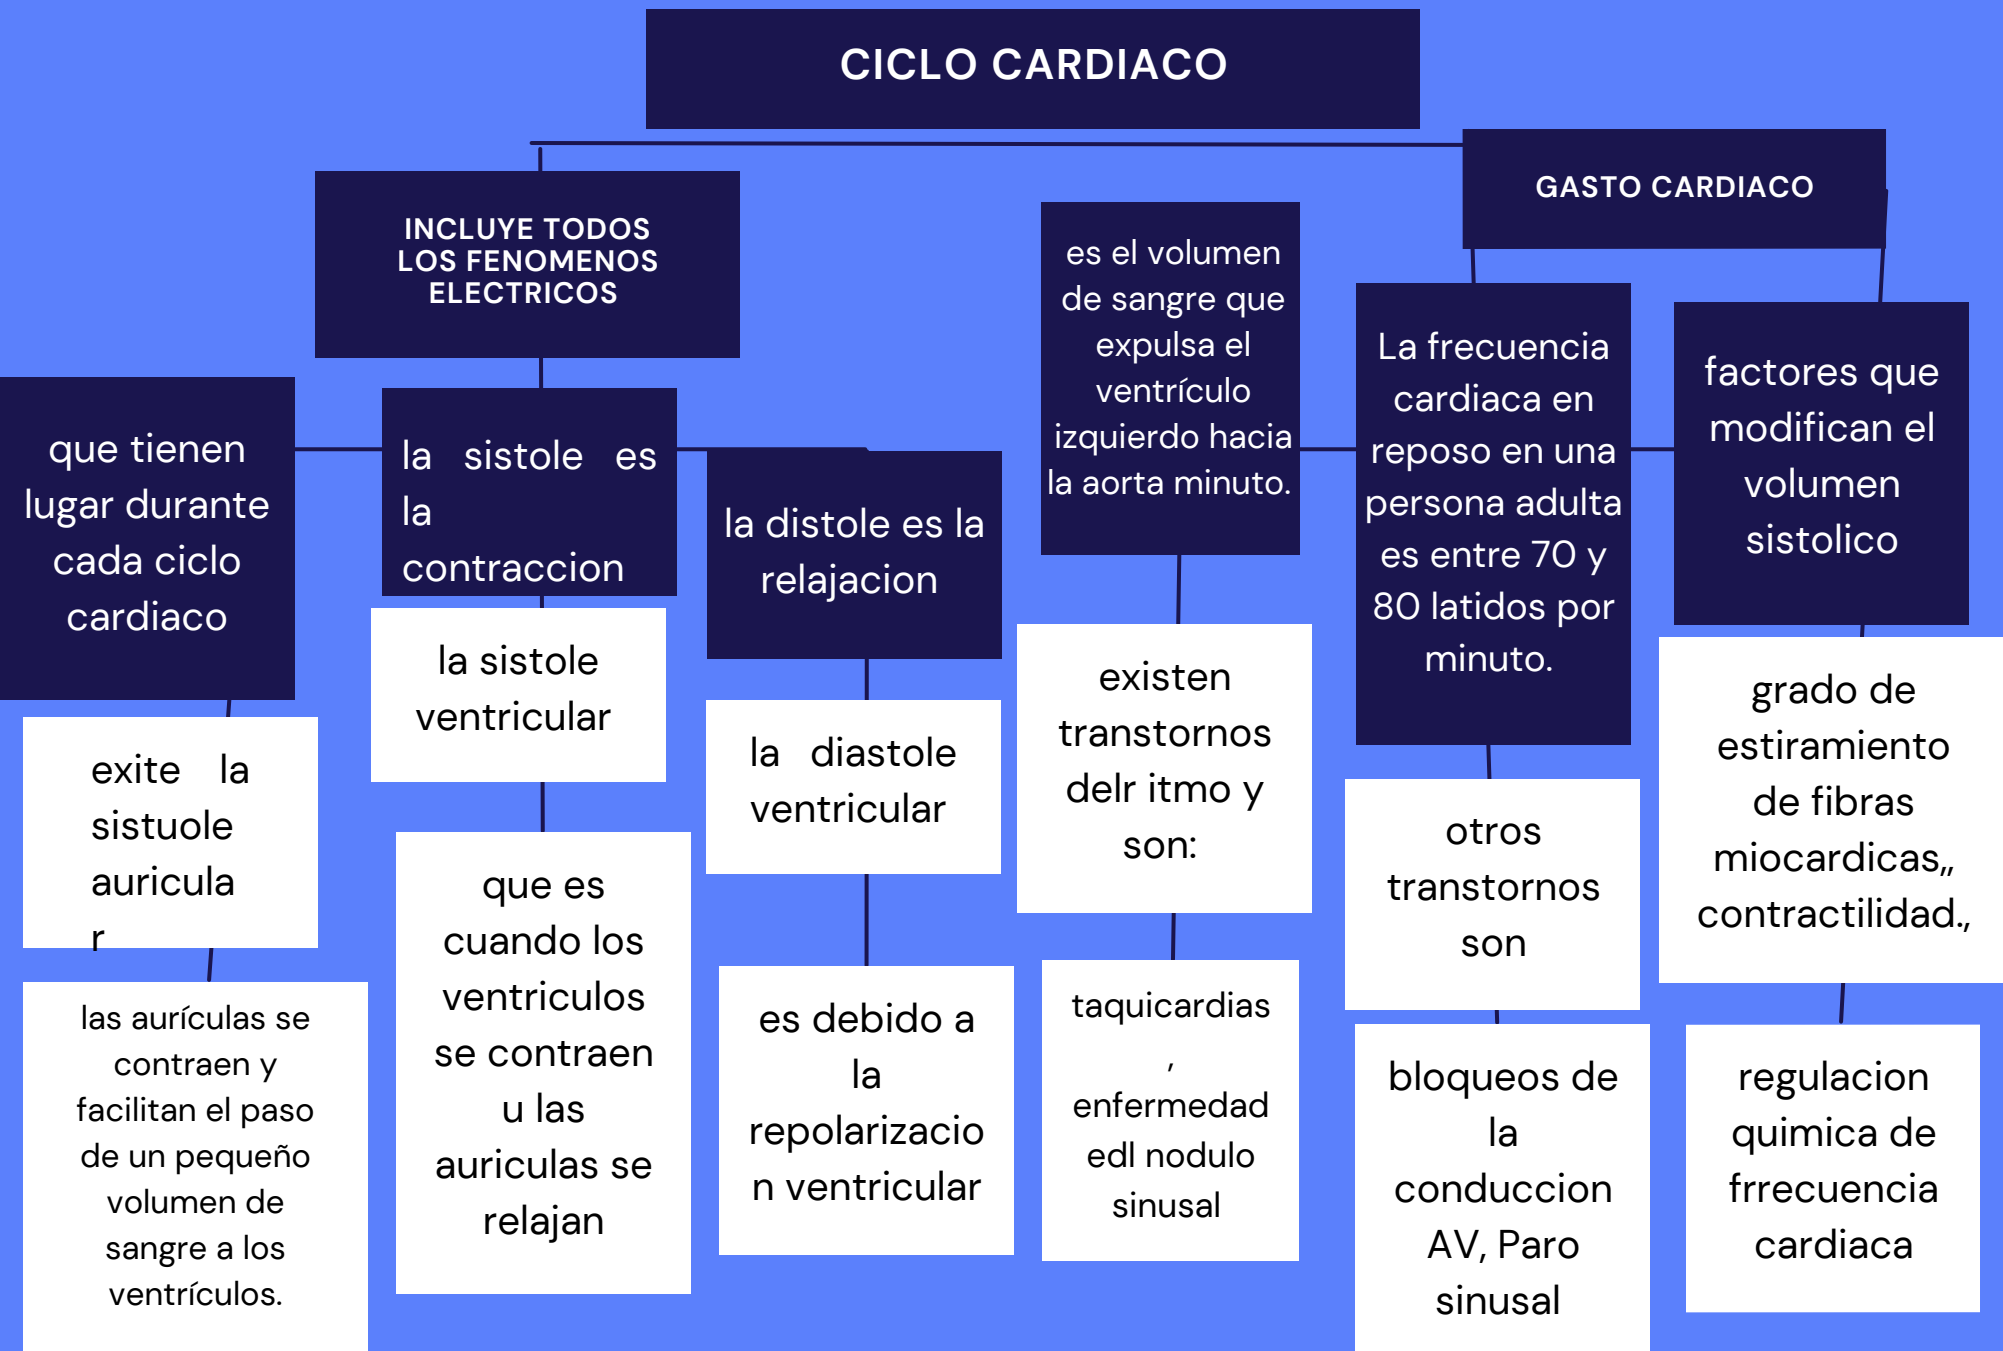 CICLO CARDIACO
GASTO CARDIACO
INCLUYE TODOS
LOS FENOMENOS
ELECTRICOS
que tienen
lugar durante
cada ciclo
cardiaco
la sistole es
la
contraccion
la distole es la
relajacion
es el volumen
de sangre que
expulsa el
ventrículo
izquierdo hacia
la aorta minuto.
La frecuencia
cardiaca en
reposo en una
persona adulta
es entre 70 y
80 latidos por
minuto.
factores que
modifican el
volumen
sistolico
exite la
sistuole
auricula
r
la sistole
ventricular
la diastole
ventricular
existen
transtornos
delr itmo y
son:
otros
transtornos
son
grado de
estiramiento
de fibras
miocardicas,,
contractilidad.,
las aurículas se
contraen y
facilitan el paso
de un pequeño
volumen de
sangre a los
ventrículos.
que es
cuando los
ventriculos
se contraen
u las
auriculas se
relajan
es debido a
la
repolarizacio
n ventricular
taquicardias
,
enfermedad
edl nodulo
sinusal
bloqueos de
la
conduccion
AV, Paro
sinusal
regulacion
quimica de
frrecuencia
cardiaca